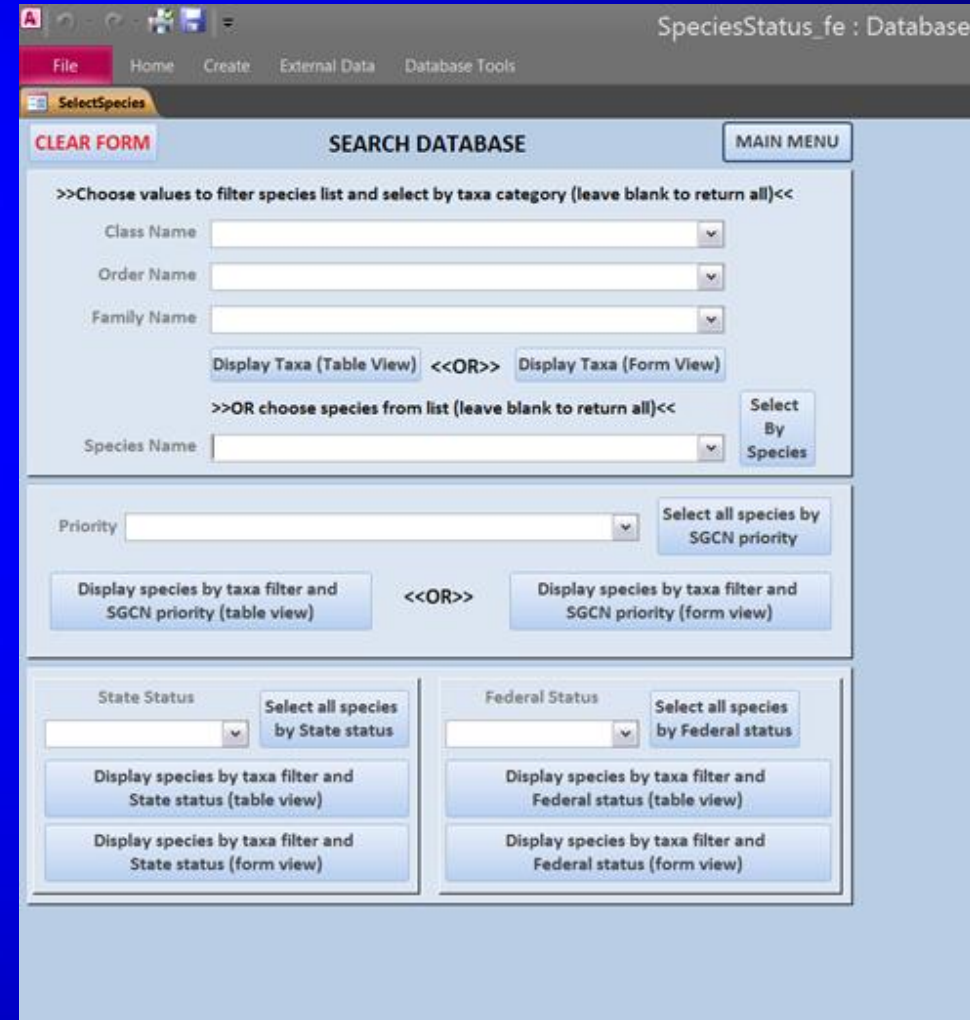 A
SpeciesStatus_fe : Database
File Home Create External Data Database Tools
SelectSpecies
CLEAR FORM SEARCH DATABASE MAIN MENU
>>Choose values to filter species list and select by taxa category (leave blank to return all)<<
Class Name
Order Name
Family Name
Display Taxa (Table View) <<OR>> Display Taxa (Form View)
>>OR choose species from list (leave blank to return all)<<
Select
By
Species
Species Name
Priority
Select all species by
SGCN priority
Display species by taxa filter and
SGCN priority (table view)
<<OR>>
Display species by taxa filter and
SGCN priority (form view)
State Status
Select all species
by State status
Display species by taxa filter and
State status (table view)
Display species by taxa filter and
State status (form view)
Federal Status
Select all species
by Federal status
Display species by taxa filter and
Federal status (table view)
Display species by taxa filter and
Federal status (form view)